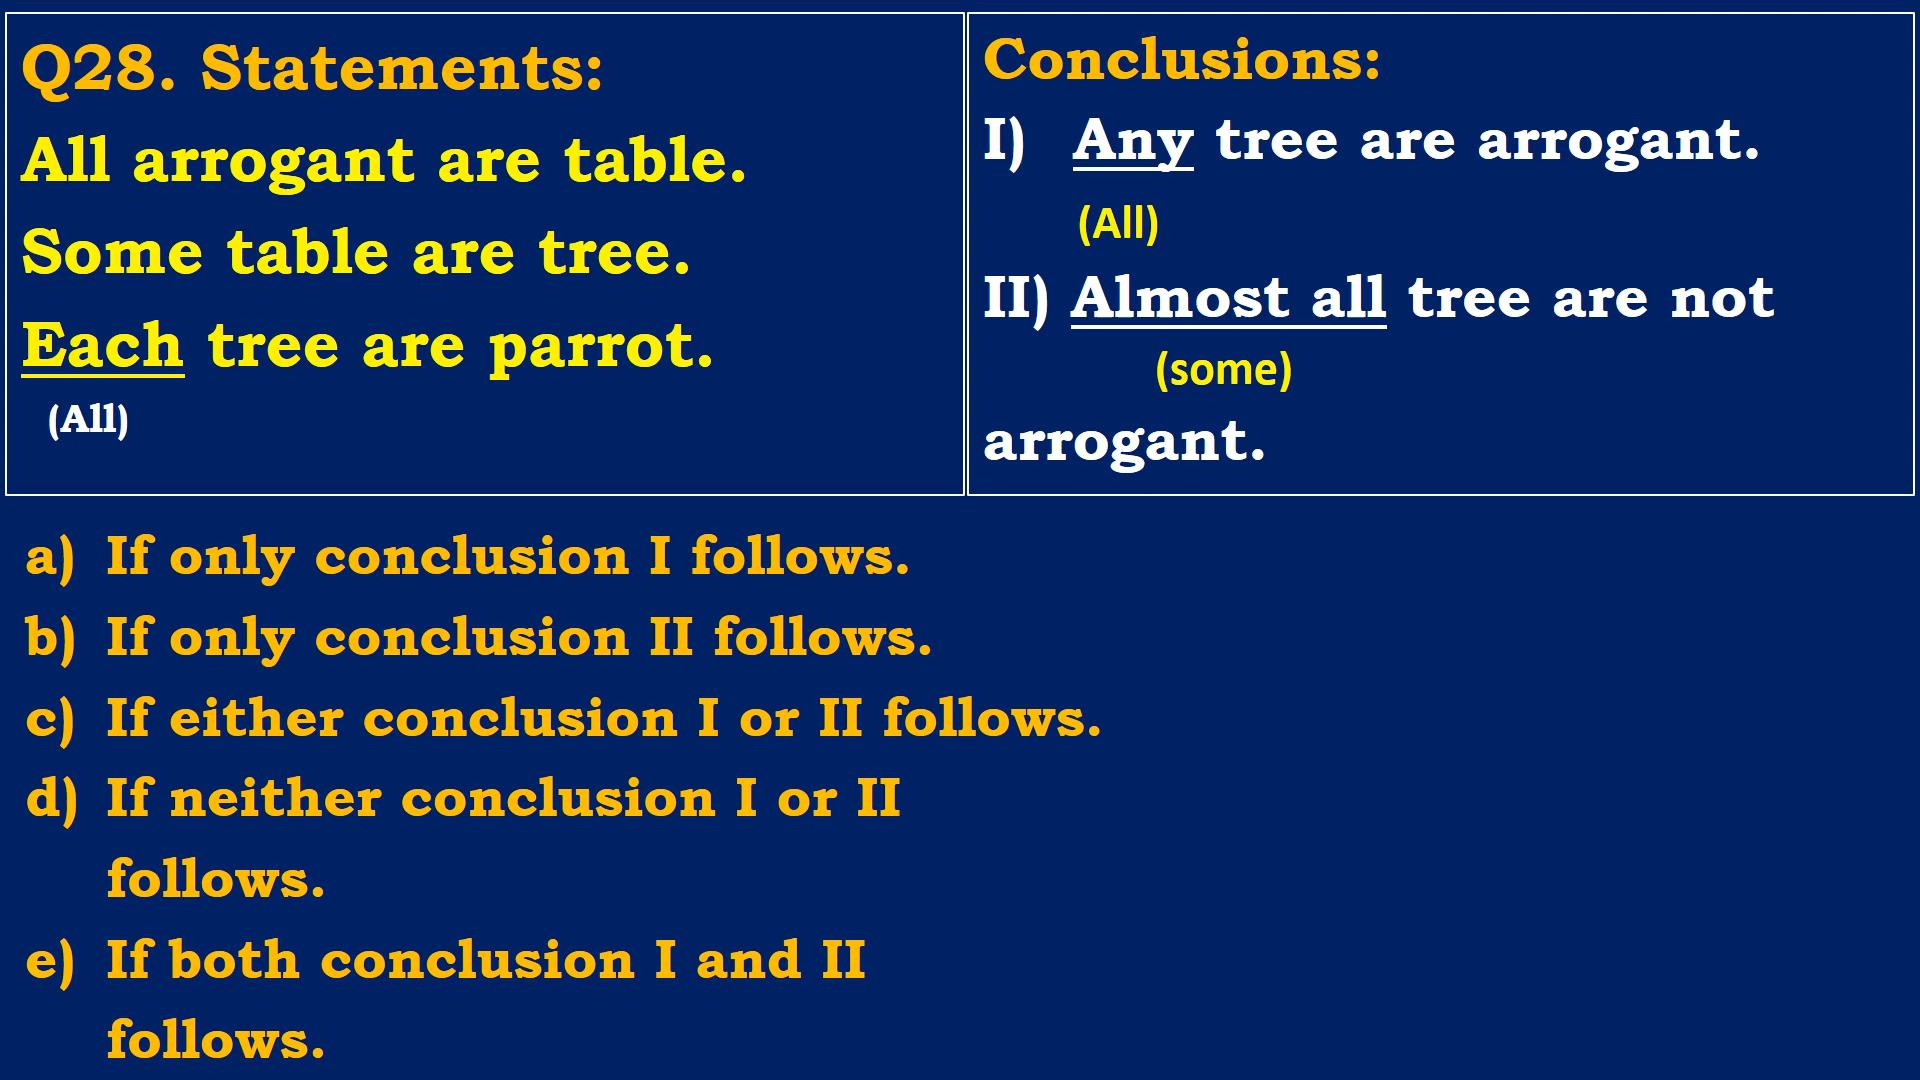 Q28. Statements:
All arrogant are table.
Some table are tree.
Each tree are parrot.
(All)
Conclusions:
I) Any tree are arrogant.
(All)
II) Almost all tree are not
(some)
arrogant.
a) If only conclusion I follows.
b) If only conclusion II follows.
c) If either conclusion I or II follows.
d) If neither conclusion I or II
follows.
e) If both conclusion I and II
follows.